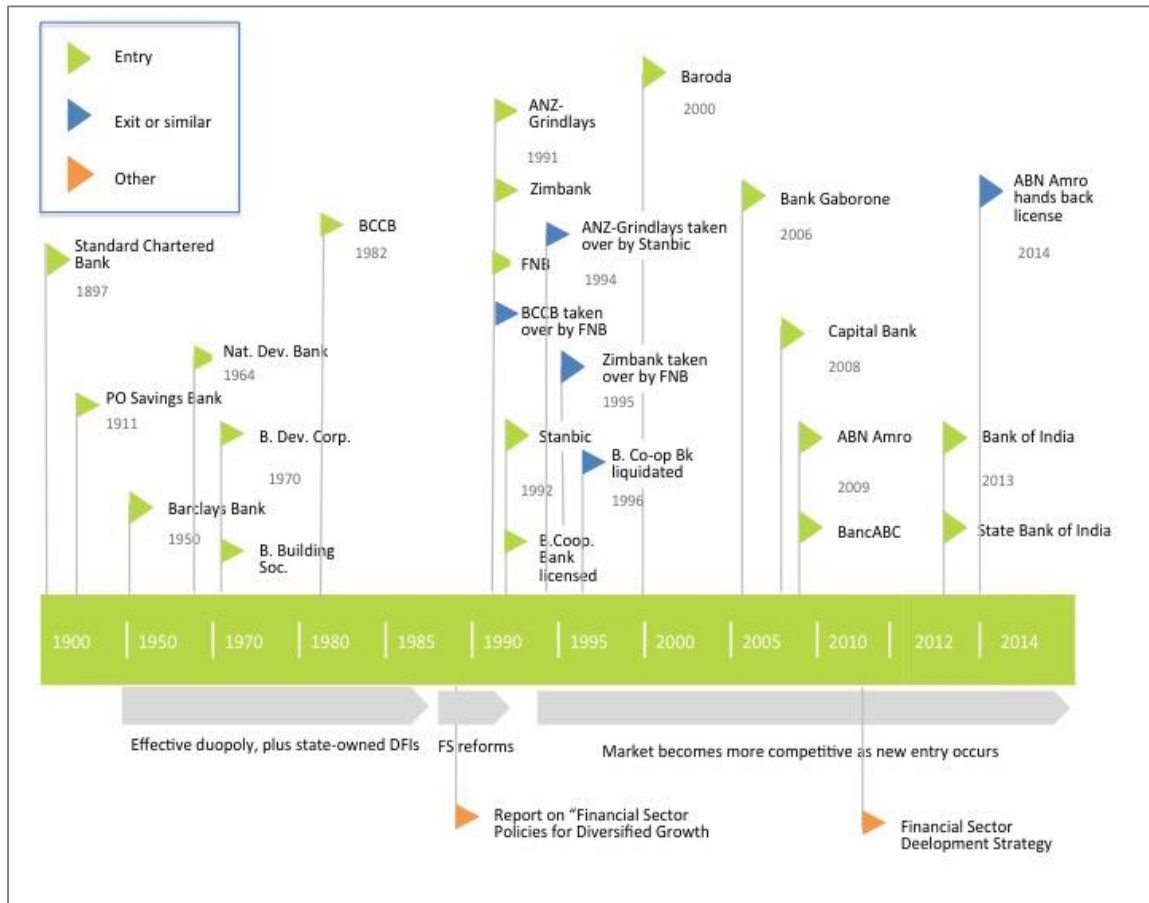 Entry
Exit or similar
Other
Standard Chartered
Bank
1897
PO Savings Bank
1911
Barclays Bank
1950
Nat. Dev. Bank
1964
B. Dev. Corp.
1970
B. Building
Soc.
BCCB
1982
ANZ-
Grindlays
1991
Zimbank
FNB
BCCB taken
over by FNB
Stanbic
1992
B.Coop.
Bank
licensed
ANZ-Grindlays taken
over by Stanbic
1994
Zimbank taken
over by FNB
1995
B. Co-op Bk
liquidated
1996
Baroda
2000
Bank Gaborone
2006
Capital Bank
2008
ABN Amro
2009
BancABC
Bank of India
2013
State Bank of India
ABN Amro
hands back
license
2014
1900
1950
1970
1980
1985
1990
1995
2000
2005
2010
2012
2014
Effective duopoly, plus state-owned DFIs
FS reforms
Market becomes more competitive as new entry occurs
Report on “Financial Sector
Policies for Diversified Growth
Financial Sector
Deelopment Strategy